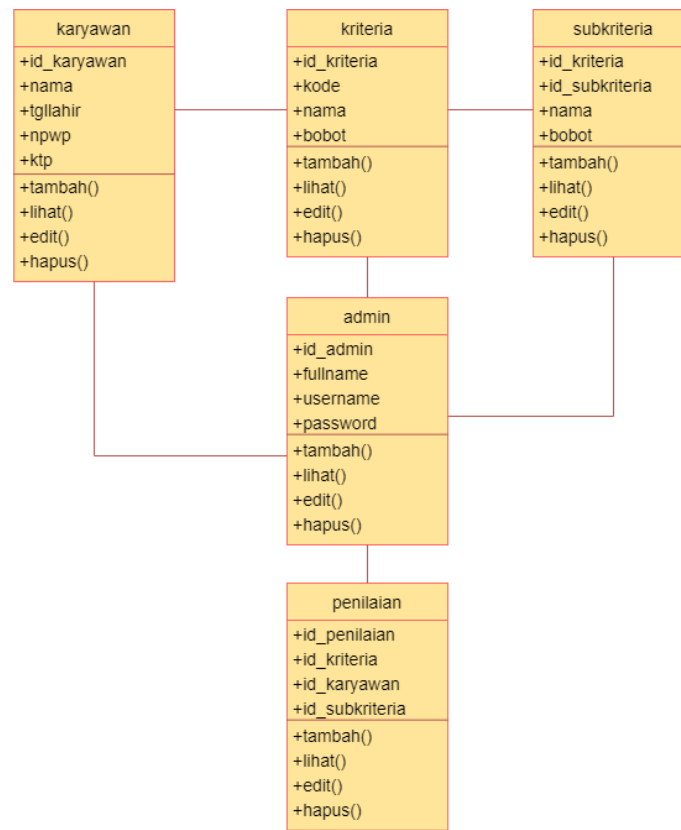 karyawan
+id_karyawan
+nama
+tgllahir
+npwp
+ktp
+tambah()
+lihat()
+edit()
+hapus()
kriteria
+id_kriteria
+kode
+nama
+bobot
+tambah()
+lihat()
+edit()
+hapus()
subkriteria
+id_kriteria
+id_subkriteria
+nama
+bobot
+tambah()
+lihat()
+edit()
+hapus()
admin
+id_admin
+fullname
+username
+password
+tambah()
+lihat()
+edit()
+hapus()
penilaian
+id_penilaian
+id_kriteria
+id_karyawan
+id_subkriteria
+tambah()
+lihat()
+edit()
+hapus()